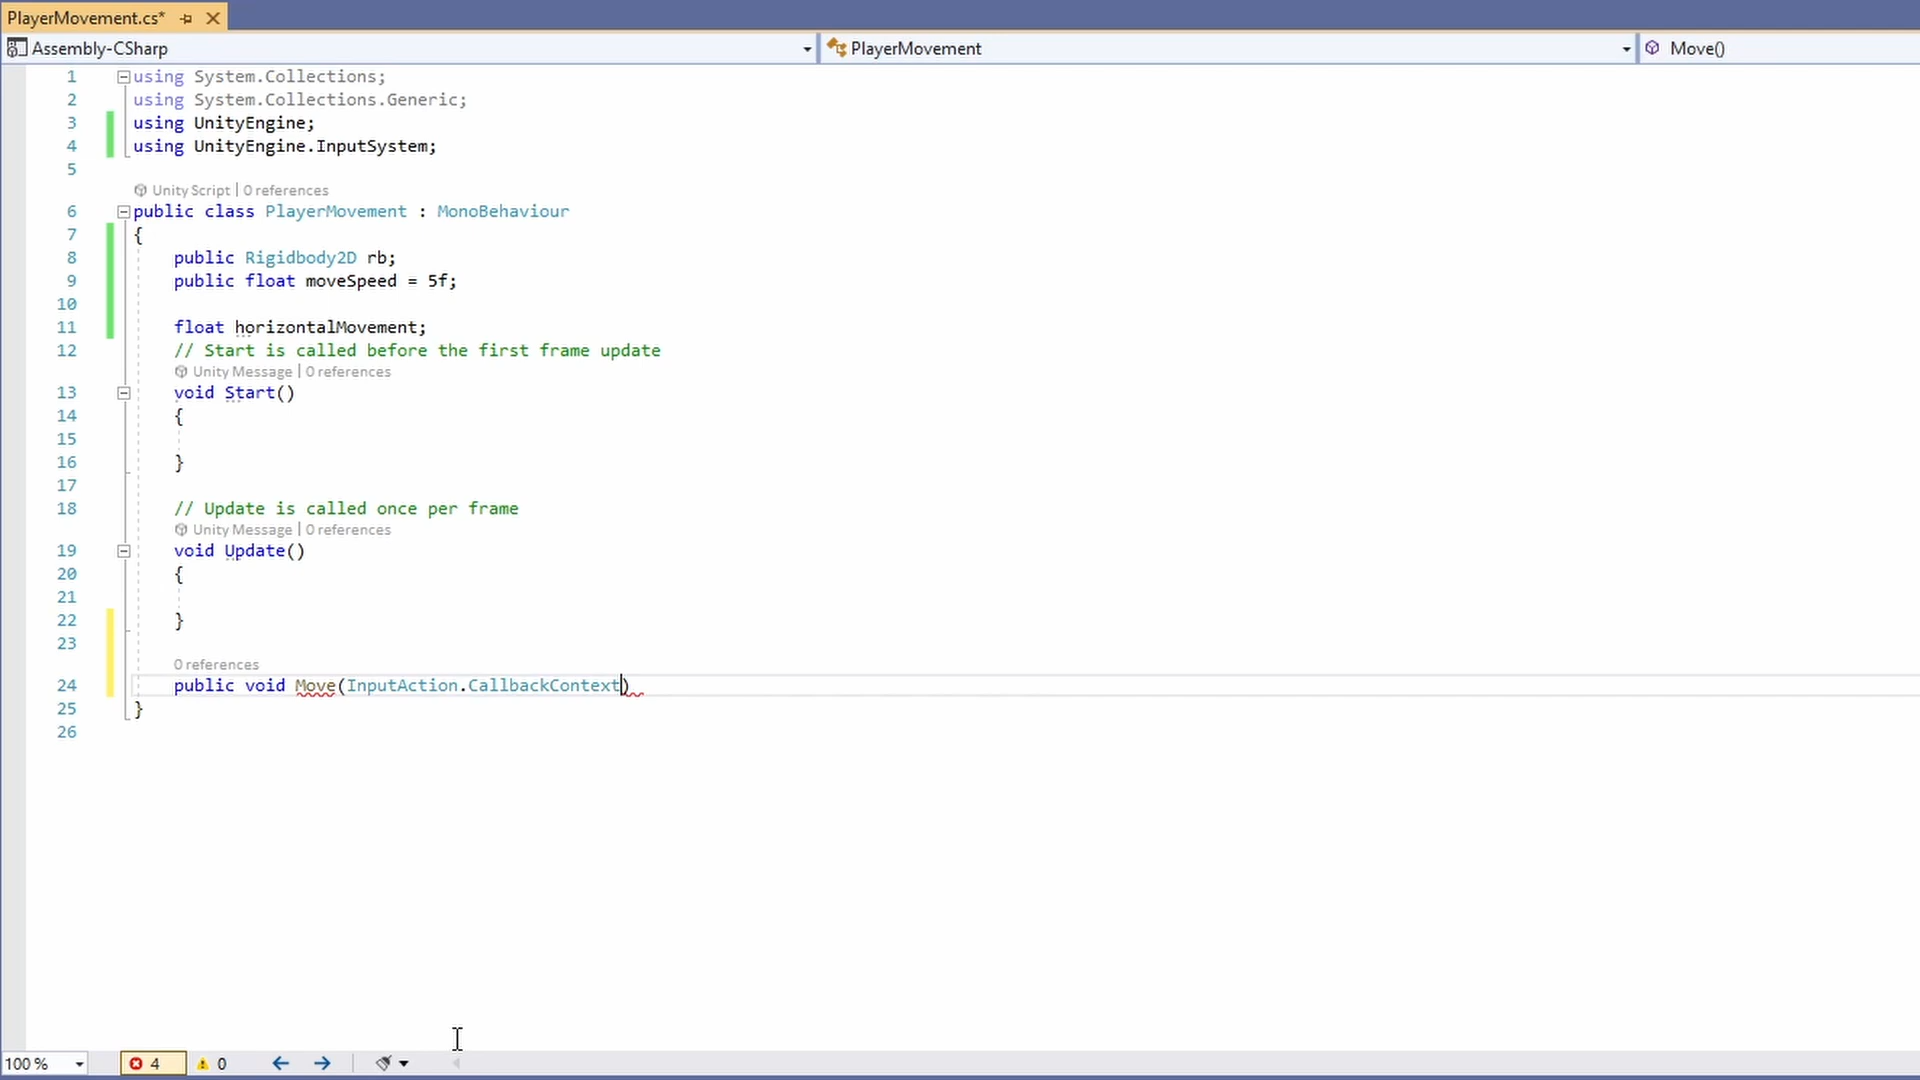 PlayerMovement.cs*
Assembly-CSharp PlayerMovement Move()
1 using System.Collections;
2 using System.Collections.Generic;
3 using UnityEngine;
4 using UnityEngine.InputSystem;
5
Unity Script | 0 references
6 public class PlayerMovement : MonoBehaviour
7 {
8 public Rigidbody2D rb;
9 public float moveSpeed = 5f;
10
11 float horizontalMovement;
12 // Start is called before the first frame update
Unity Message | 0 references
13 void Start()
14 {
15
16 }
17
18 // Update is called once per frame
Unity Message | 0 references
19 void Update()
20 {
21
22 }
23
0 references
24 public void Move(InputAction.CallbackContext)
25 }
26
100 % 4 0